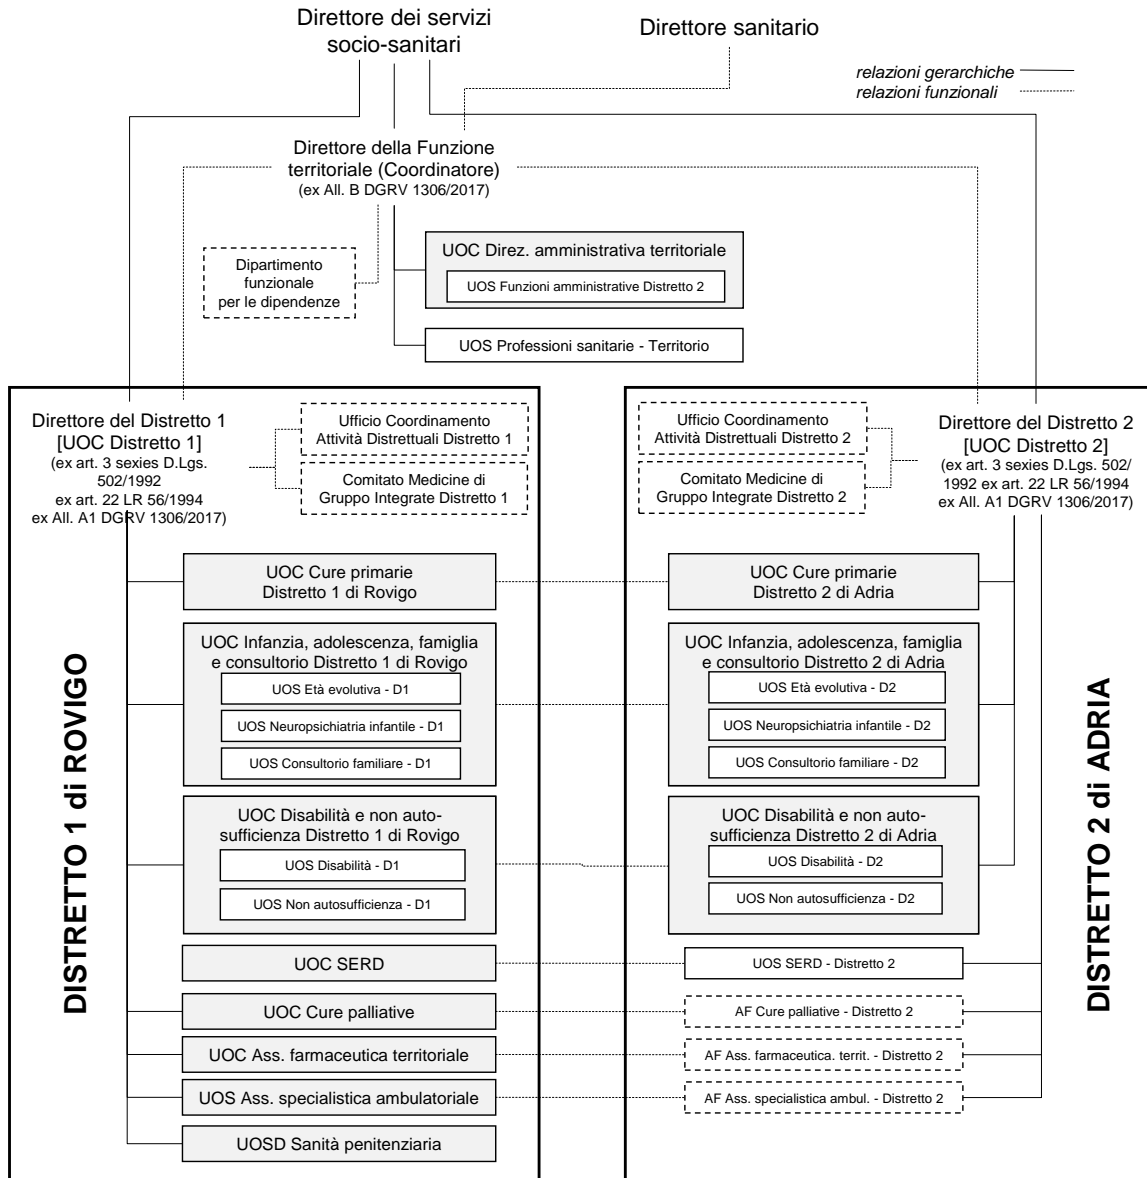 Direttore dei servizi
socio-sanitari
Direttore sanitario
relazioni gerarchiche
relazioni funzionali
Direttore della Funzione
territoriale (Coordinatore)
(ex All. B DGRV 1306/2017)
UOC Direz. amministrativa territoriale
UOS Funzioni amministrative Distretto 2
Dipartimento
funzionale
per le dipendenze
UOS Professioni sanitarie - Territorio
DISTRETTO 1 di ROVIGO
Direttore del Distretto 1
[UOC Distretto 1]
(ex art. 3 sexies D.Lgs.
502/1992
ex art. 22 LR 56/1994
ex All. A1 DGRV 1306/2017)
Ufficio Coordinamento
Attività Distrettuali Distretto 1
Comitato Medicine di
Gruppo Integrate Distretto 1
UOC Cure primarie
Distretto 1 di Rovigo
UOC Infanzia, adolescenza, famiglia
e consultorio Distretto 1 di Rovigo
UOS Età evolutiva - D1
UOS Neuropsichiatria infantile - D1
UOS Consultorio familiare - D1
UOC Disabilità e non auto-
sufficienza Distretto 1 di Rovigo
UOS Disabilità - D1
UOS Non autosufficienza - D1
UOC SERD
UOC Cure palliative
UOC Ass. farmaceutica territoriale
UOS Ass. specialistica ambulatoriale
UOSD Sanità penitenziaria
DISTRETTO 2 di ADRIA
Ufficio Coordinamento
Attività Distrettuali Distretto 2
Comitato Medicine di
Gruppo Integrate Distretto 2
Direttore del Distretto 2
[UOC Distretto 2]
(ex art. 3 sexies D.Lgs. 502/
1992 ex art. 22 LR 56/1994
ex All. A1 DGRV 1306/2017)
UOC Cure primarie
Distretto 2 di Adria
UOC Infanzia, adolescenza, famiglia
e consultorio Distretto 2 di Adria
UOS Età evolutiva - D2
UOS Neuropsichiatria infantile - D2
UOS Consultorio familiare - D2
UOC Disabilità e non auto-
sufficienza Distretto 2 di Adria
UOS Disabilità - D2
UOS Non autosufficienza - D2
UOS SERD - Distretto 2
AF Cure palliative - Distretto 2
AF Ass. farmaceutica. territ. - Distretto 2
AF Ass. specialistica ambul. - Distretto 2